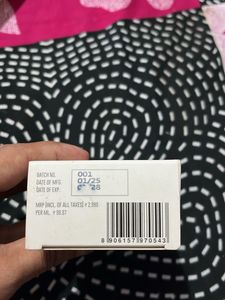 BATCH NO. 001
DATE OF MFG. 01/25
DATE OF EXP. 28
MRP (INCL. OF ALL TAXES) ₹
PER ML. ₹
8 906157 970543